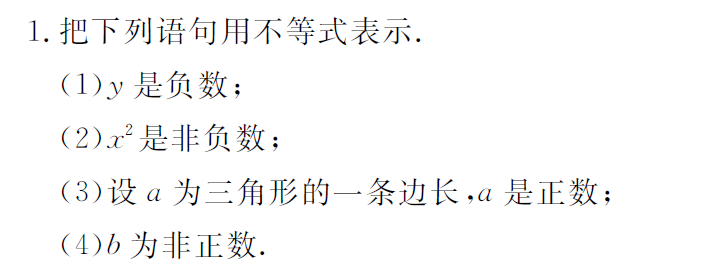 1. 把下列语句用不等式表示.
(1)y 是负数;
(2)x²是非负数;
(3)设 a 为三角形的一条边长,a 是正数;
(4)b 为非正数.